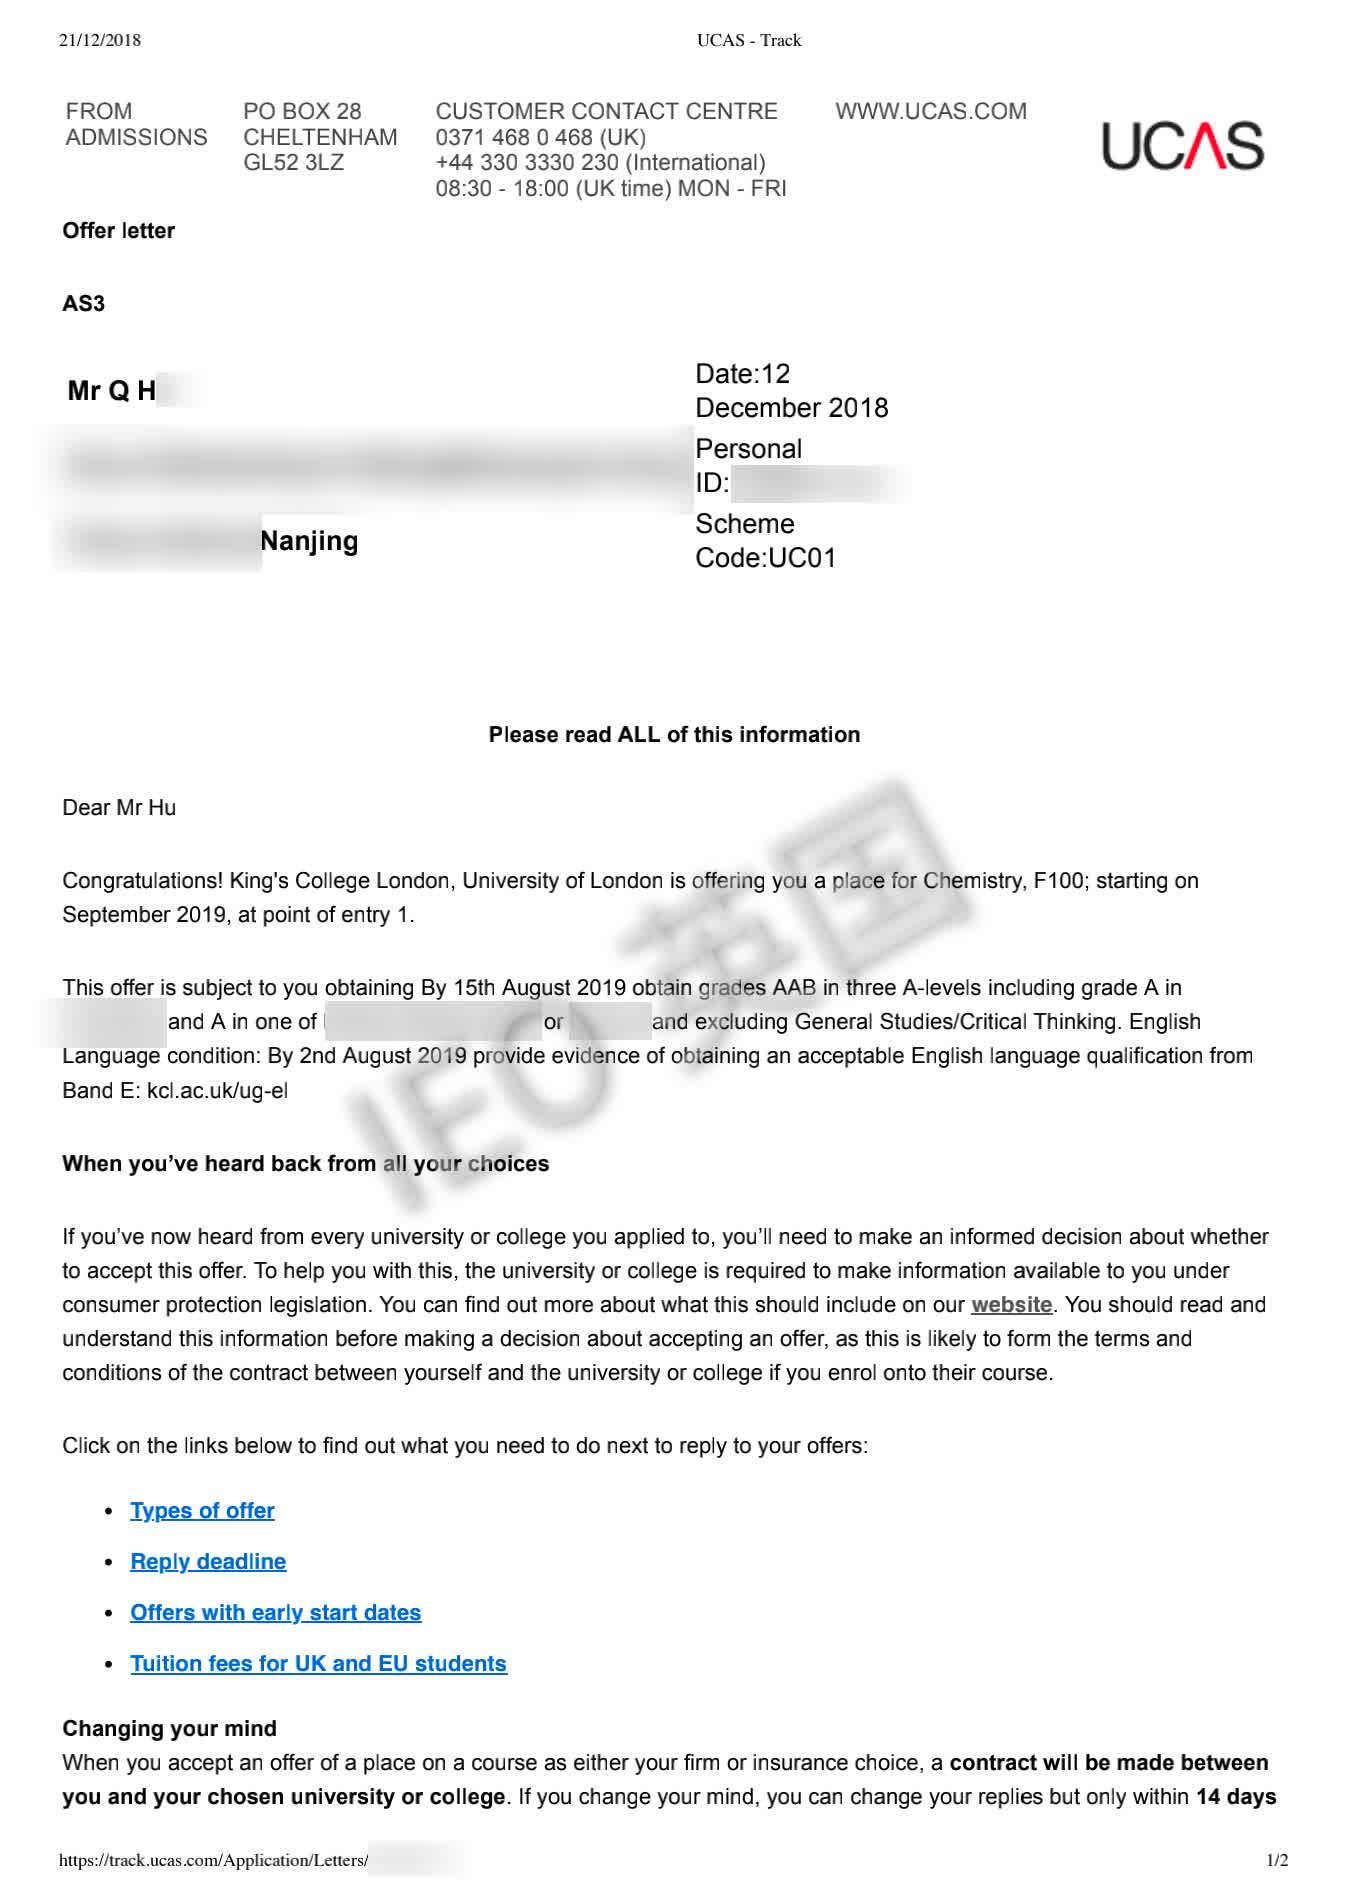 21/12/2018 UCAS - Track
FROM ADMISSIONS
PO BOX 28
CHELTENHAM
GL52 3LZ
CUSTOMER CONTACT CENTRE
0371 468 0 468 (UK)
+44 330 3330 230 (International)
08:30 - 18:00 (UK time) MON - FRI
WWW.UCAS.COM
UCAS
Offer letter
AS3
Mr Q H
Nanjing
Date:12
December 2018
Personal
ID:
Scheme
Code:UC01
Please read ALL of this information
Dear Mr Hu
Congratulations! King's College London, University of London is offering you a place for Chemistry, F100; starting on
September 2019, at point of entry 1.
This offer is subject to you obtaining By 15th August 2019 obtain grades AAB in three A-levels including grade A in
and A in one of or and excluding General Studies/Critical Thinking. English
Language condition: By 2nd August 2019 provide evidence of obtaining an acceptable English language qualification from
Band E: kcl.ac.uk/ug-el
IEO 英国
When you’ve heard back from all your choices
If you’ve now heard from every university or college you applied to, you’ll need to make an informed decision about whether
to accept this offer. To help you with this, the university or college is required to make information available to you under
consumer protection legislation. You can find out more about what this should include on our website. You should read and
understand this information before making a decision about accepting an offer, as this is likely to form the terms and
conditions of the contract between yourself and the university or college if you enrol onto their course.
Click on the links below to find out what you need to do next to reply to your offers:
• Types of offer
• Reply deadline
• Offers with early start dates
• Tuition fees for UK and EU students
Changing your mind
When you accept an offer of a place on a course as either your firm or insurance choice, a contract will be made between
you and your chosen university or college. If you change your mind, you can change your replies but only within 14 days
https://track.ucas.com/Application/Letters/ 1/2